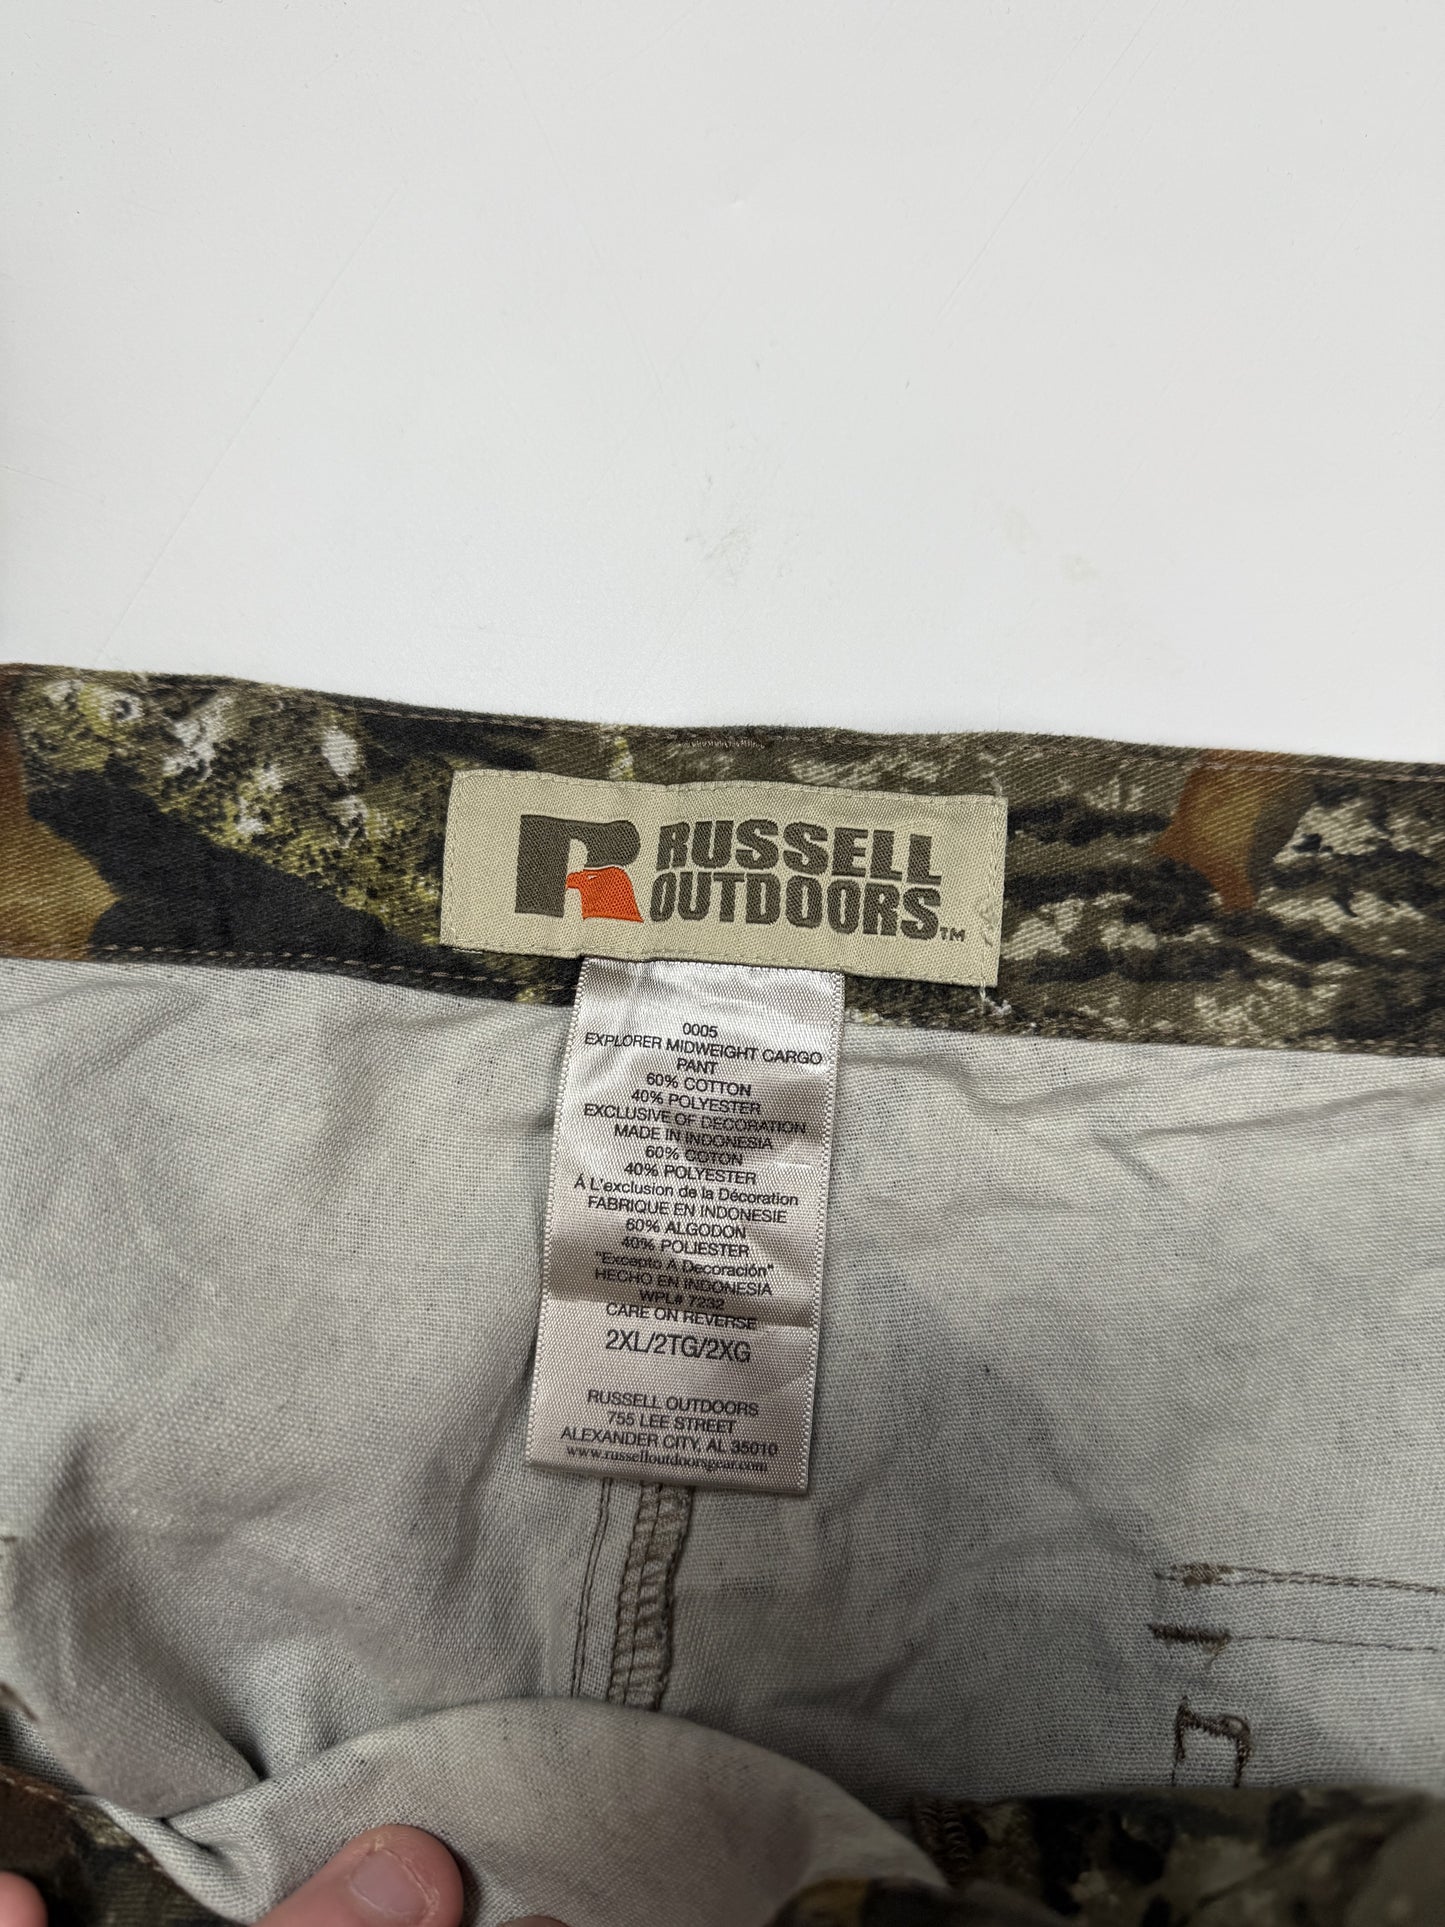 R RUSSELL
OUTDOORS™
0005
EXPLORER MIDWEIGHT CARGO
PANT
60% COTTON
40% POLYESTER
EXCLUSIVE OF DECORATION
MADE IN INDONESIA
60% COTON
40% POLYESTER
Á L'exclusion de la Décoration
FABRIQUE EN INDONESIE
60% ALGODON
40% POLIESTER
"Excepto A Decoración"
HECHO EN INDONESIA
WPL# 7232
CARE ON REVERSE
2XL/2TG/2XG
RUSSELL OUTDOORS
755 LEE STREET
ALEXANDER CITY, AL 35010
www.russelloutdoorsgear.com